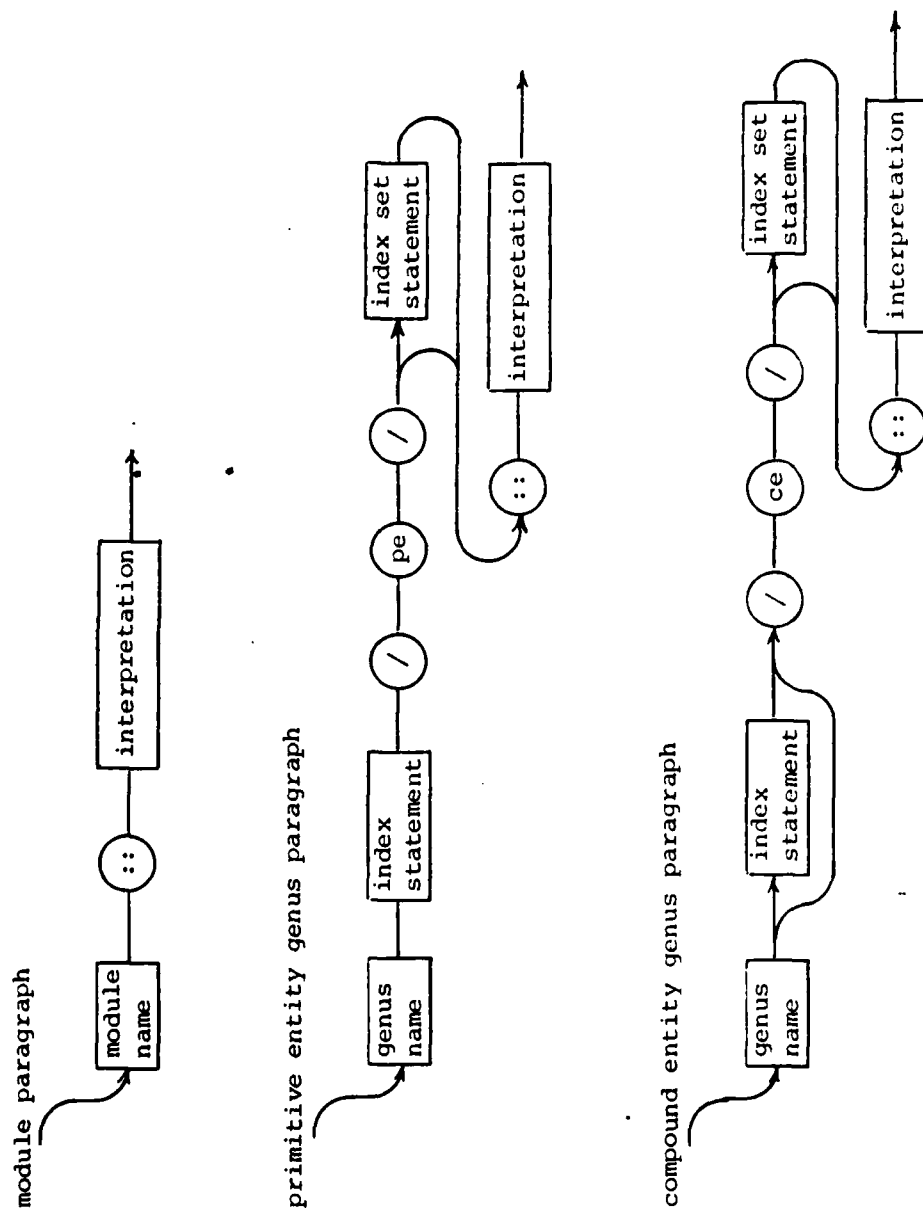 module paragraph
module
name
::
interpretation
primitive entity genus paragraph
genus
name
index
statement
/
pe
/
index set
statement
::
interpretation
compound entity genus paragraph
genus
name
index
statement
/
ce
/
index set
statement
::
interpretation